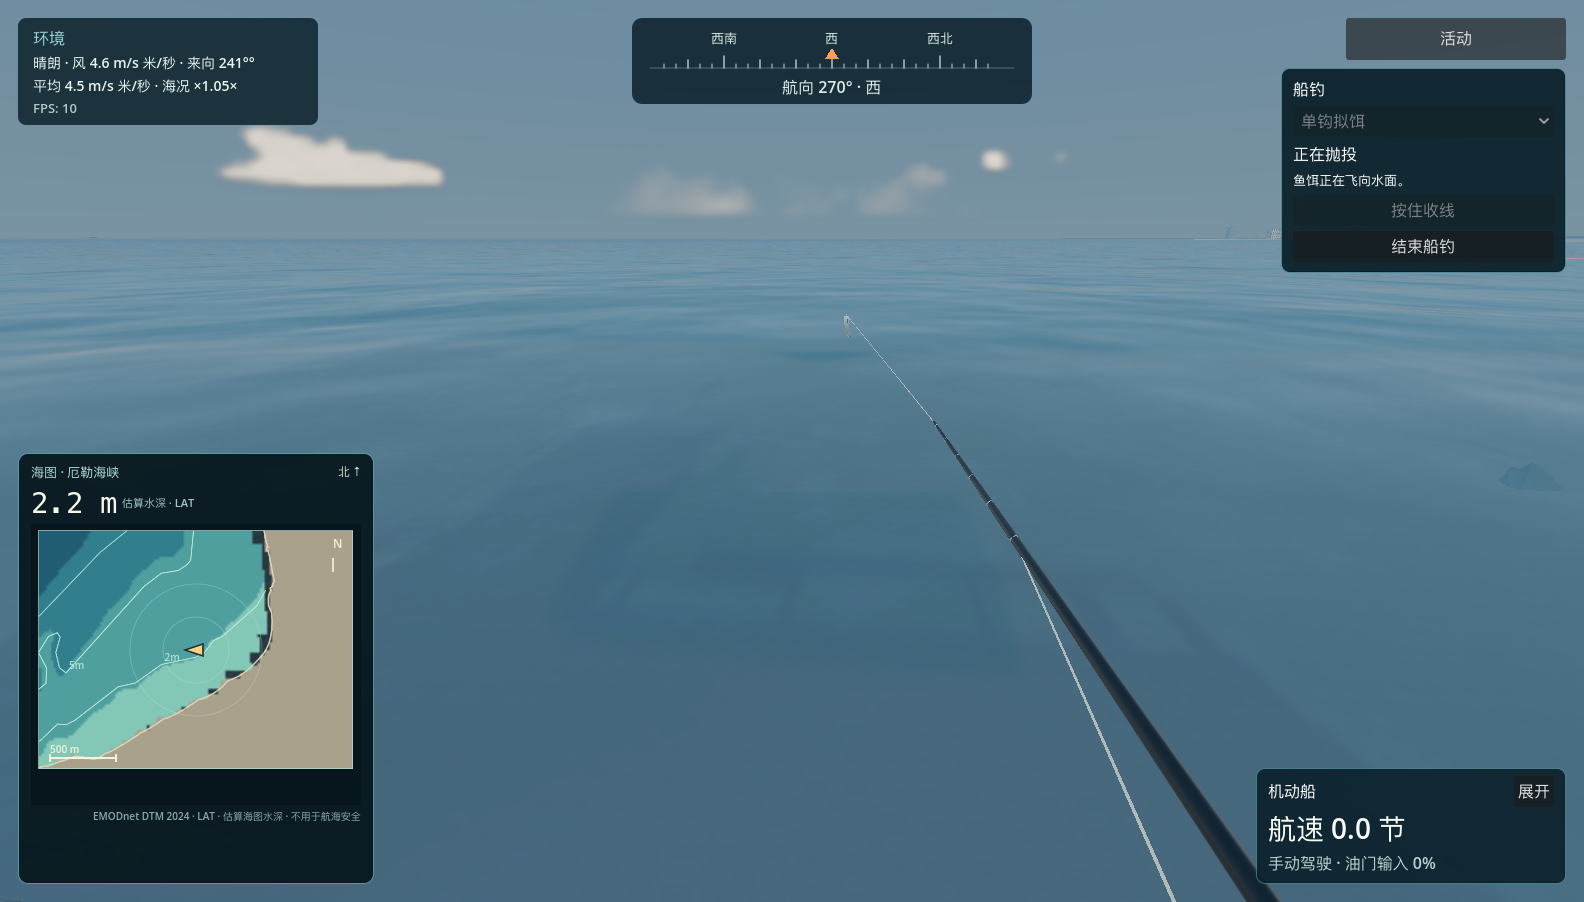 环境
晴朗 · 风 4.6 m/s 米/秒 · 来向 241°°
平均 4.5 m/s 米/秒 · 海况 ×1.05×
FPS: 10
西南 西 西北
航向 270° · 西
活动
船钓
单钩拟饵
正在抛投
鱼饵正在飞向水面。
按住收线
结束船钓
海图 · 厄勒海峡 北 ↑
2.2 m 估算水深 · LAT
N
2m
5m
500 m
EMODnet DTM 2024 · LAT · 估算海图水深 · 不用于航海安全
机动船 展开
航速 0.0 节
手动驾驶 · 油门输入 0%